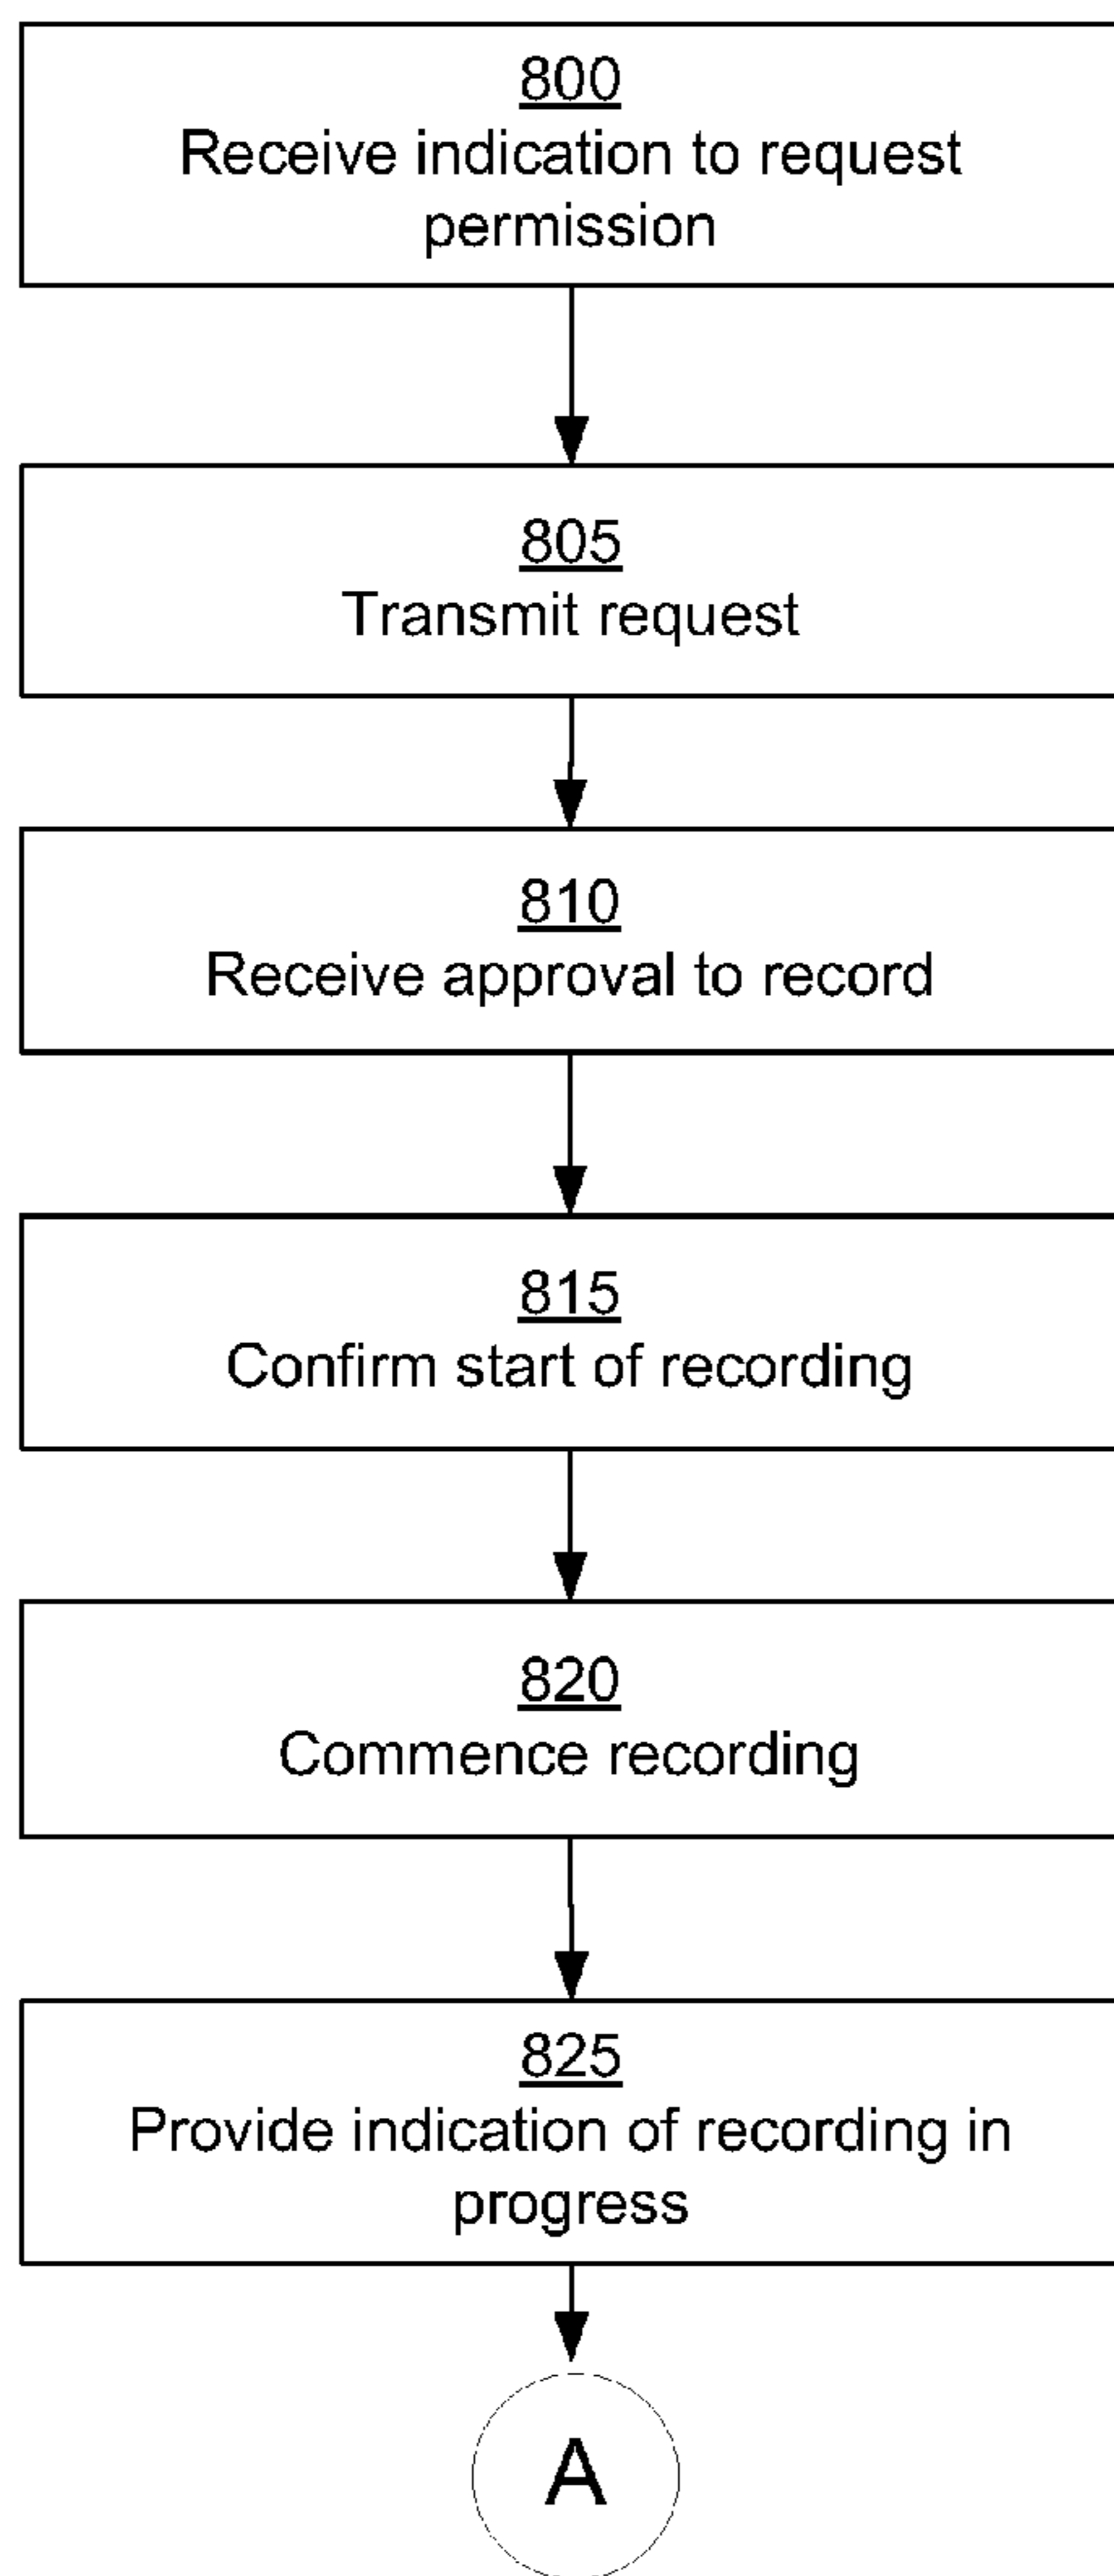 800
Receive indication to request
permission
805
Transmit request
810
Receive approval to record
815
Confirm start of recording
820
Commence recording
825
Provide indication of recording in
progress
A